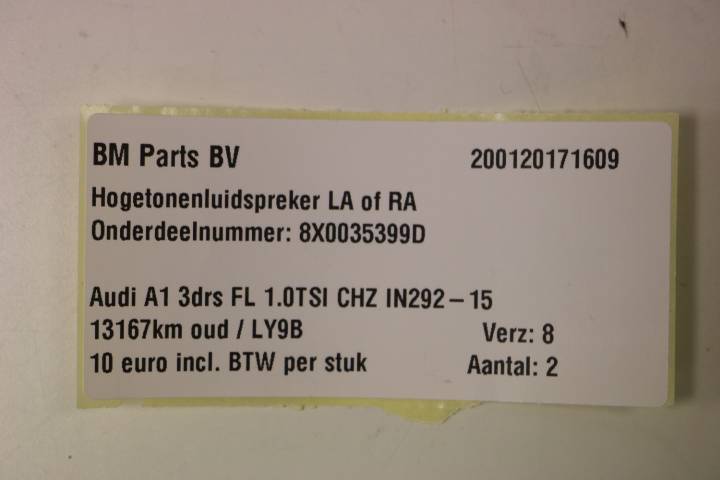 BM Parts BV 200120171609
Hogetonenluidspreker LA of RA
Onderdeelnummer: 8X0035399D
Audi A1 3drs FL 1.0TSI CHZ IN292-15
13167km oud / LY9B Verz: 8
10 euro incl. BTW per stuk Aantal: 2